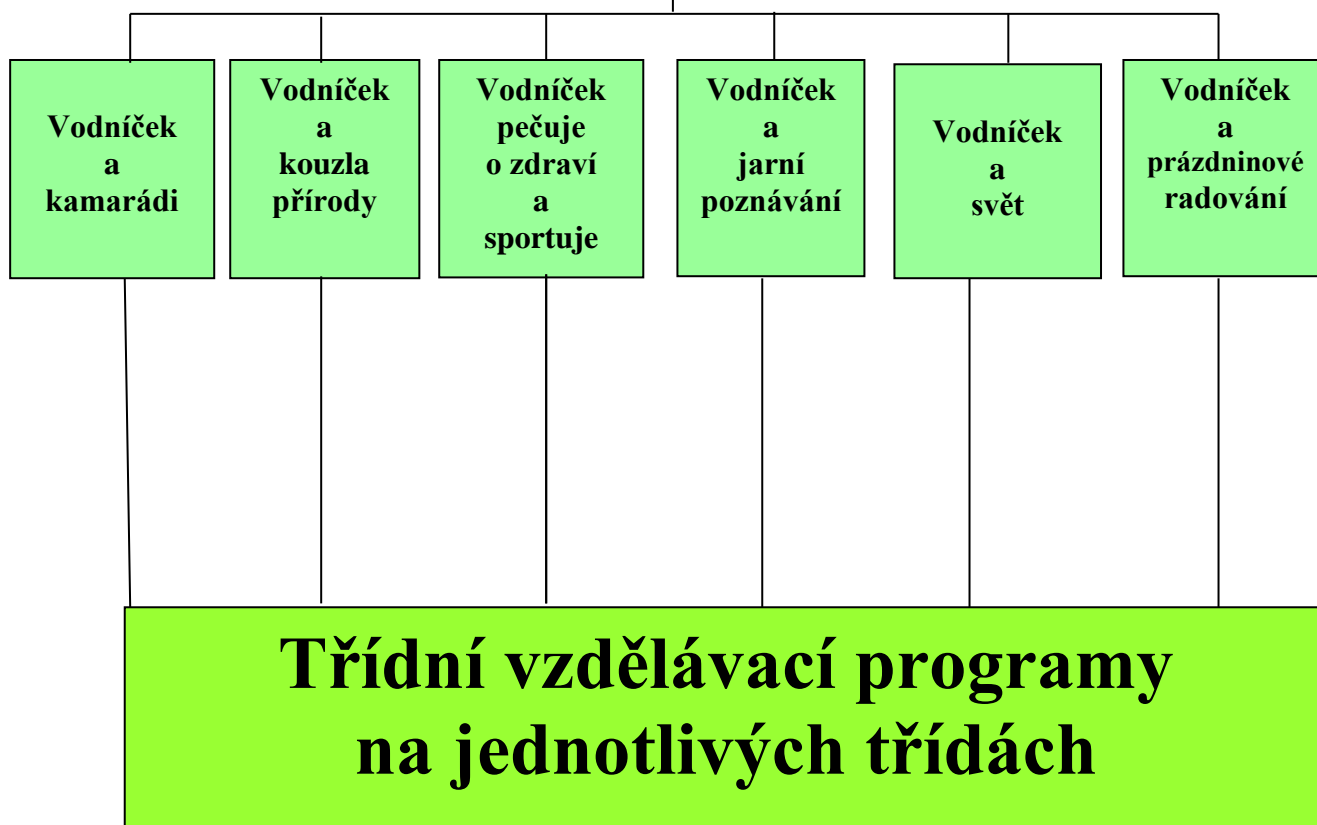 Vodníček
a
kamarádi
Vodníček
a
kouzla
přírody
Vodníček
pečuje
o zdraví
a
sportuje
Vodníček
a
jarní
poznávání
Vodníček
a
svět
Vodníček
a
prázdninové
radování
Třídní vzdělávací programy
na jednotlivých třídách